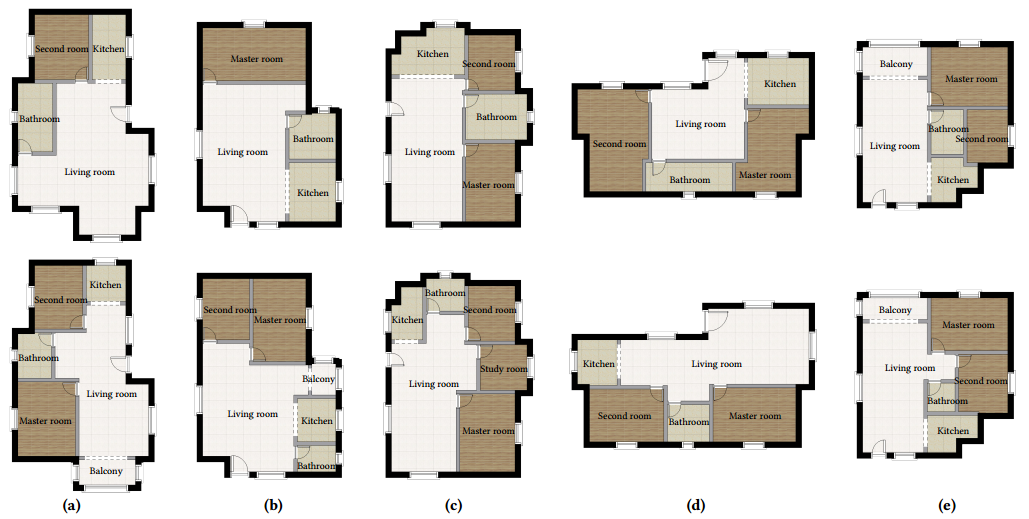 Second room
Kitchen
Bathroom
Living room
Master room
Living room
Bathroom
Kitchen
Kitchen
Second room
Bathroom
Living room
Master room
Kitchen
Living room
Second room
Bathroom
Master room
Balcony
Master room
Bathroom
Second room
Living room
Kitchen
Second room
Kitchen
Bathroom
Living room
Master room
Balcony
Second room
Master room
Balcony
Living room
Kitchen
Bathroom
Bathroom
Kitchen
Second room
Study room
Living room
Master room
Kitchen
Living room
Second room
Bathroom
Master room
Balcony
Master room
Living room
Second room
Bathroom
Kitchen
(a) (b) (c) (d) (e)